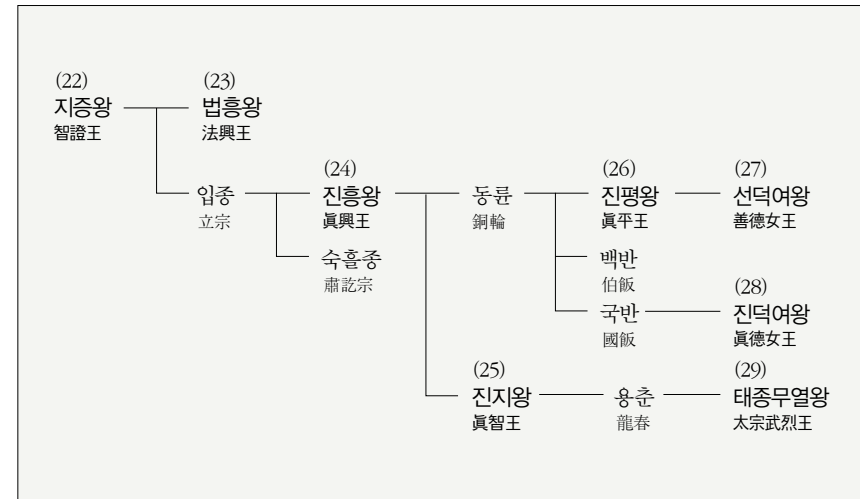 (22)
지증왕
智證王
(23)
법흥왕
法興王
입종
立宗
(24)
진흥왕
眞興王
숙흘종
肅訖宗
동륜
銅輪
(26)
진평왕
眞平王
(27)
선덕여왕
善德女王
백반
伯飯
국반
國飯
(28)
진덕여왕
眞德女王
(25)
진지왕
眞智王
용춘
龍春
(29)
태종무열왕
太宗武烈王